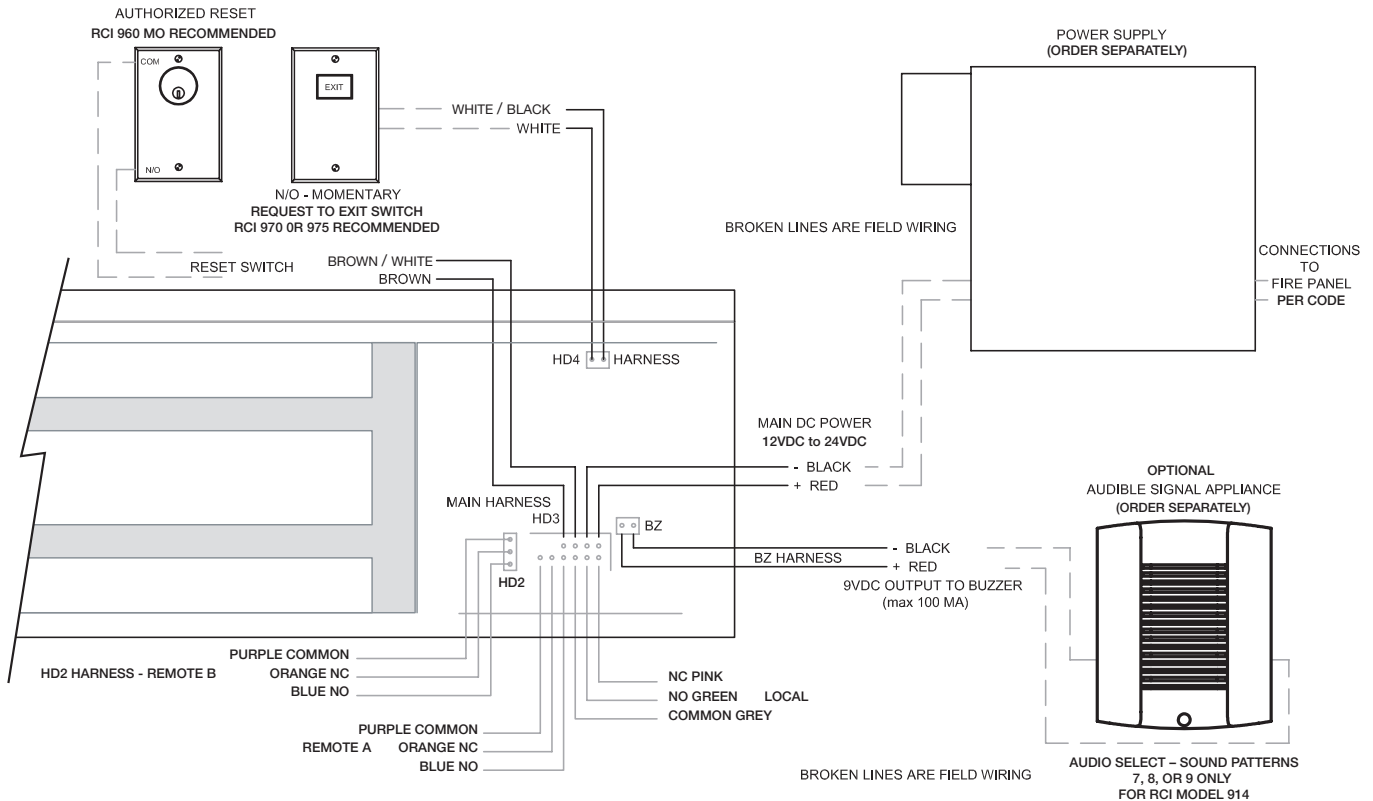 AUTHORIZED RESET
RCI 960 MO RECOMMENDED
COM
N/O
EXIT
N/O - MOMENTARY
REQUEST TO EXIT SWITCH
RCI 970 0R 975 RECOMMENDED
WHITE / BLACK
WHITE
POWER SUPPLY
(ORDER SEPARATELY)
BROKEN LINES ARE FIELD WIRING
CONNECTIONS
TO
FIRE PANEL
PER CODE
RESET SWITCH
BROWN / WHITE
BROWN
HD4
HARNESS
MAIN DC POWER
12VDC to 24VDC
- BLACK
+ RED
MAIN HARNESS
HD3
BZ
HD2
BZ HARNESS
- BLACK
+ RED
9VDC OUTPUT TO BUZZER
(max 100 MA)
OPTIONAL
AUDIBLE SIGNAL APPLIANCE
(ORDER SEPARATELY)
HD2 HARNESS - REMOTE B
PURPLE COMMON
ORANGE NC
BLUE NO
REMOTE A
PURPLE COMMON
ORANGE NC
BLUE NO
NC PINK
NO GREEN
LOCAL
COMMON GREY
BROKEN LINES ARE FIELD WIRING
AUDIO SELECT – SOUND PATTERNS
7, 8, OR 9 ONLY
FOR RCI MODEL 914